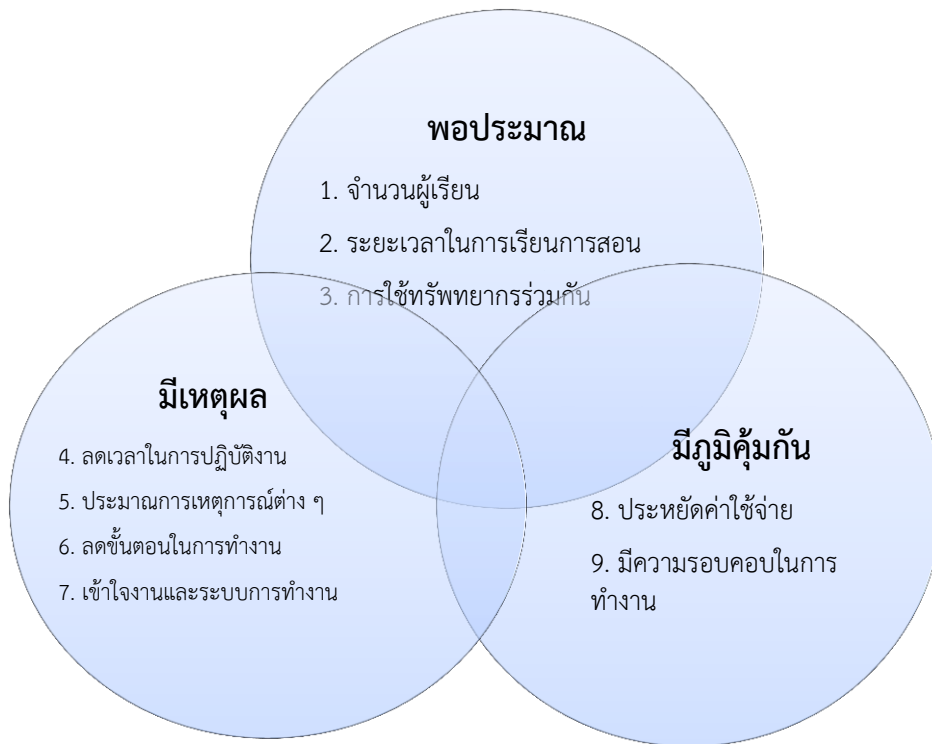 พอประมาณ
1. จำนวนผู้เรียน
2. ระยะเวลาในการเรียนการสอน
3. การใช้ทรัพทยากรร่วมกัน
มีเหตุผล
4. ลดเวลาในการปฏิบัติงาน
5. ประมาณการเหตุการณ์ต่าง ๆ
6. ลดขั้นตอนในการทำงาน
7. เข้าใจงานและระบบการทำงาน
มีภูมิคุ้มกัน
8. ประหยัดค่าใช้จ่าย
9. มีความรอบคอบในการ
ทำงาน